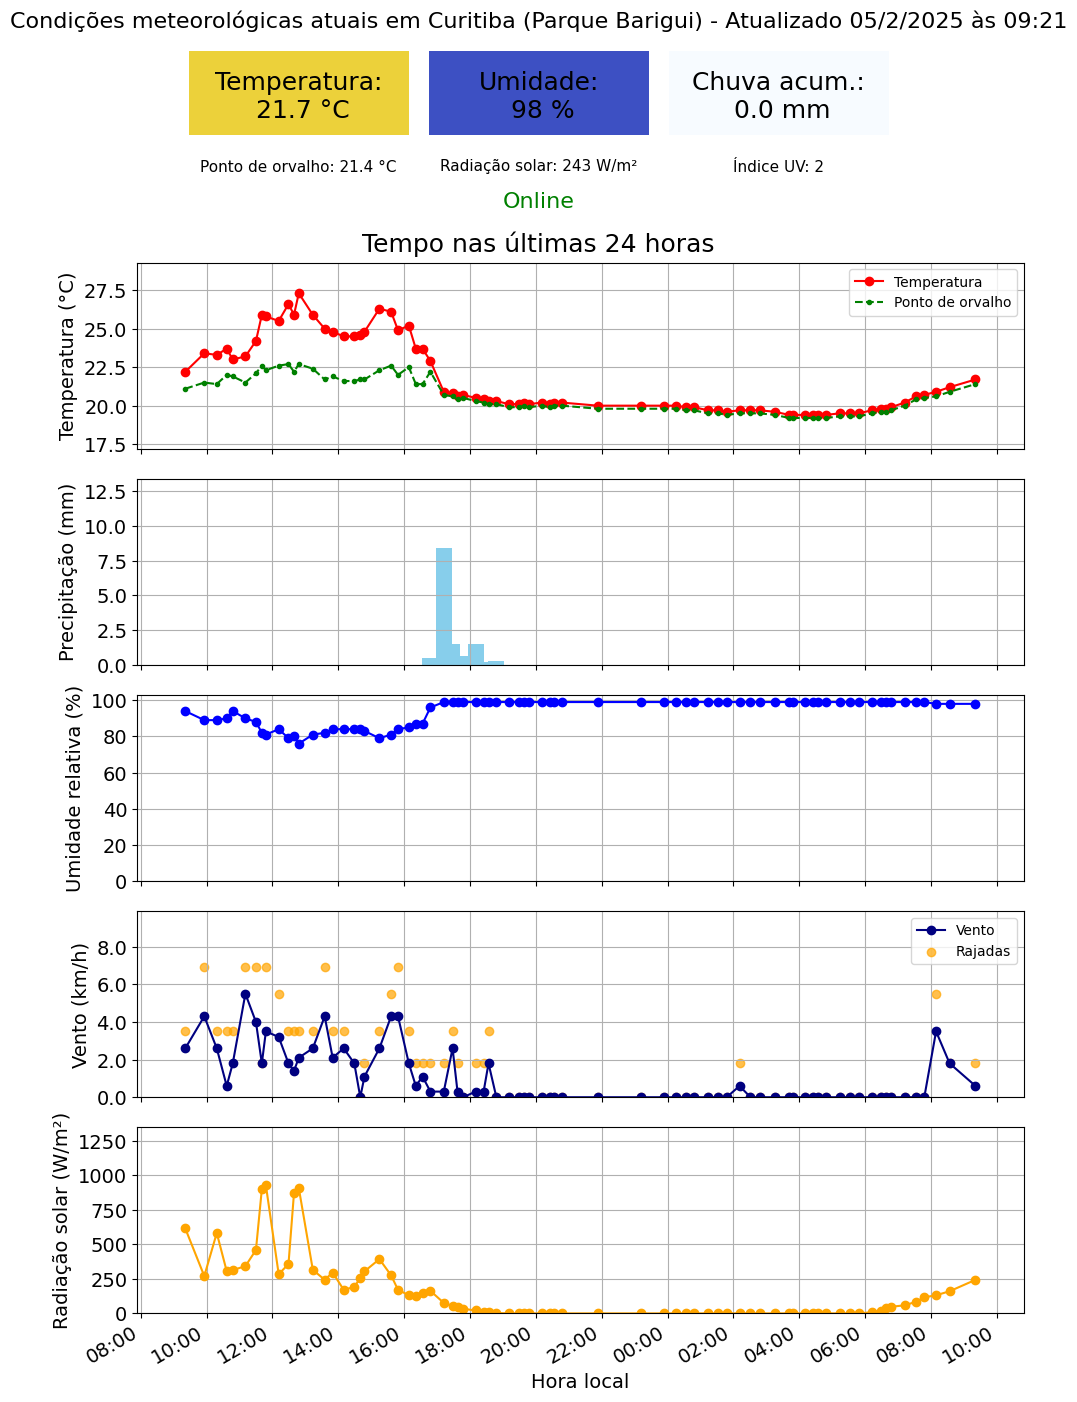 Condições meteorológicas atuais em Curitiba (Parque Barigui) - Atualizado 05/2/2025 às 09:21
Temperatura:
21.7 °C
Umidade:
98 %
Chuva acum.:
0.0 mm
Ponto de orvalho: 21.4 °C
Radiação solar: 243 W/m²
Índice UV: 2
Online
Tempo nas últimas 24 horas
Temperatura (°C)
27.5
25.0
22.5
20.0
17.5
Temperatura
Ponto de orvalho
Precipitação (mm)
12.5
10.0
7.5
5.0
2.5
0.0
Umidade relativa (%)
100
80
60
40
20
0
Vento (km/h)
8.0
6.0
4.0
2.0
0.0
Vento
Rajadas
Radiação solar (W/m²)
1250
1000
750
500
250
0
08:00
10:00
12:00
14:00
16:00
18:00
20:00
22:00
00:00
02:00
04:00
06:00
08:00
10:00
Hora local